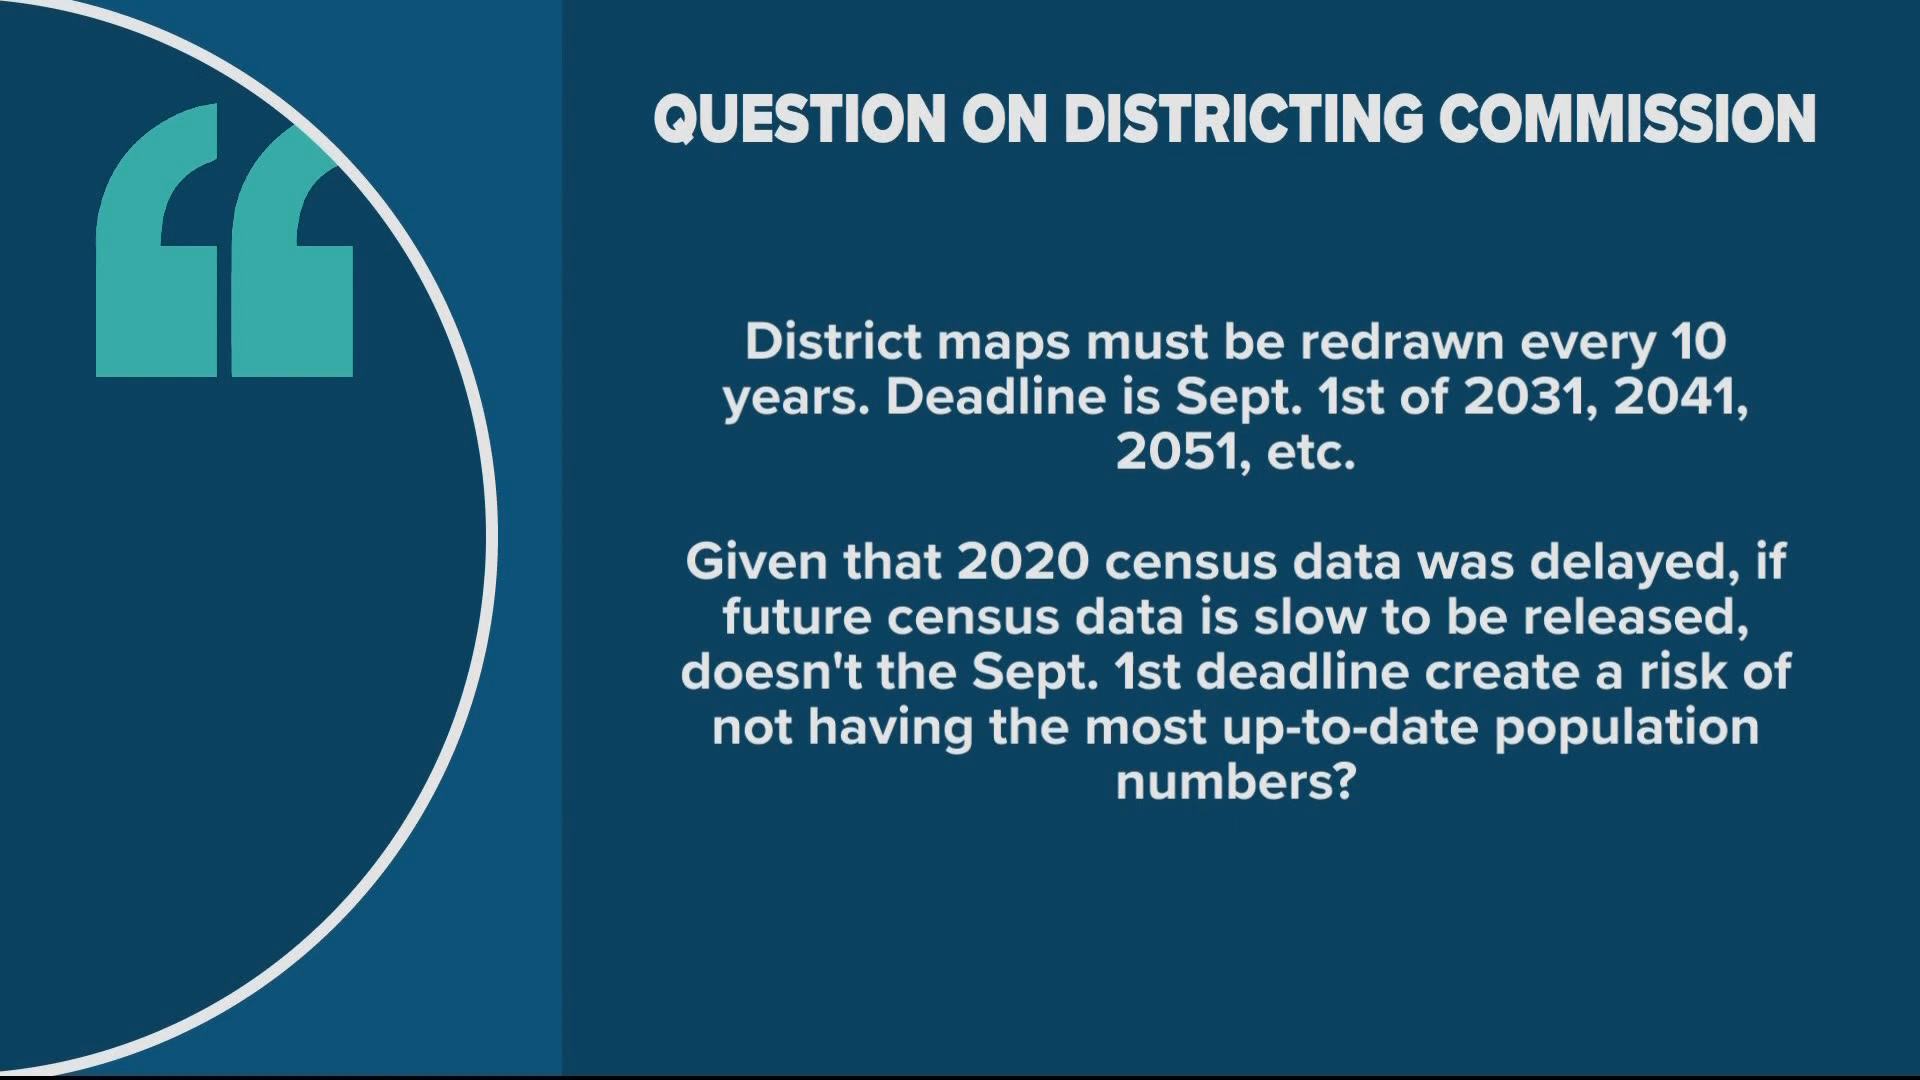 QUESTION ON DISTRICTING COMMISSION
District maps must be redrawn every 10
years. Deadline is Sept. 1st of 2031, 2041,
2051, etc.
Given that 2020 census data was delayed, if
future census data is slow to be released,
doesn't the Sept. 1st deadline create a risk of
not having the most up-to-date population
numbers?